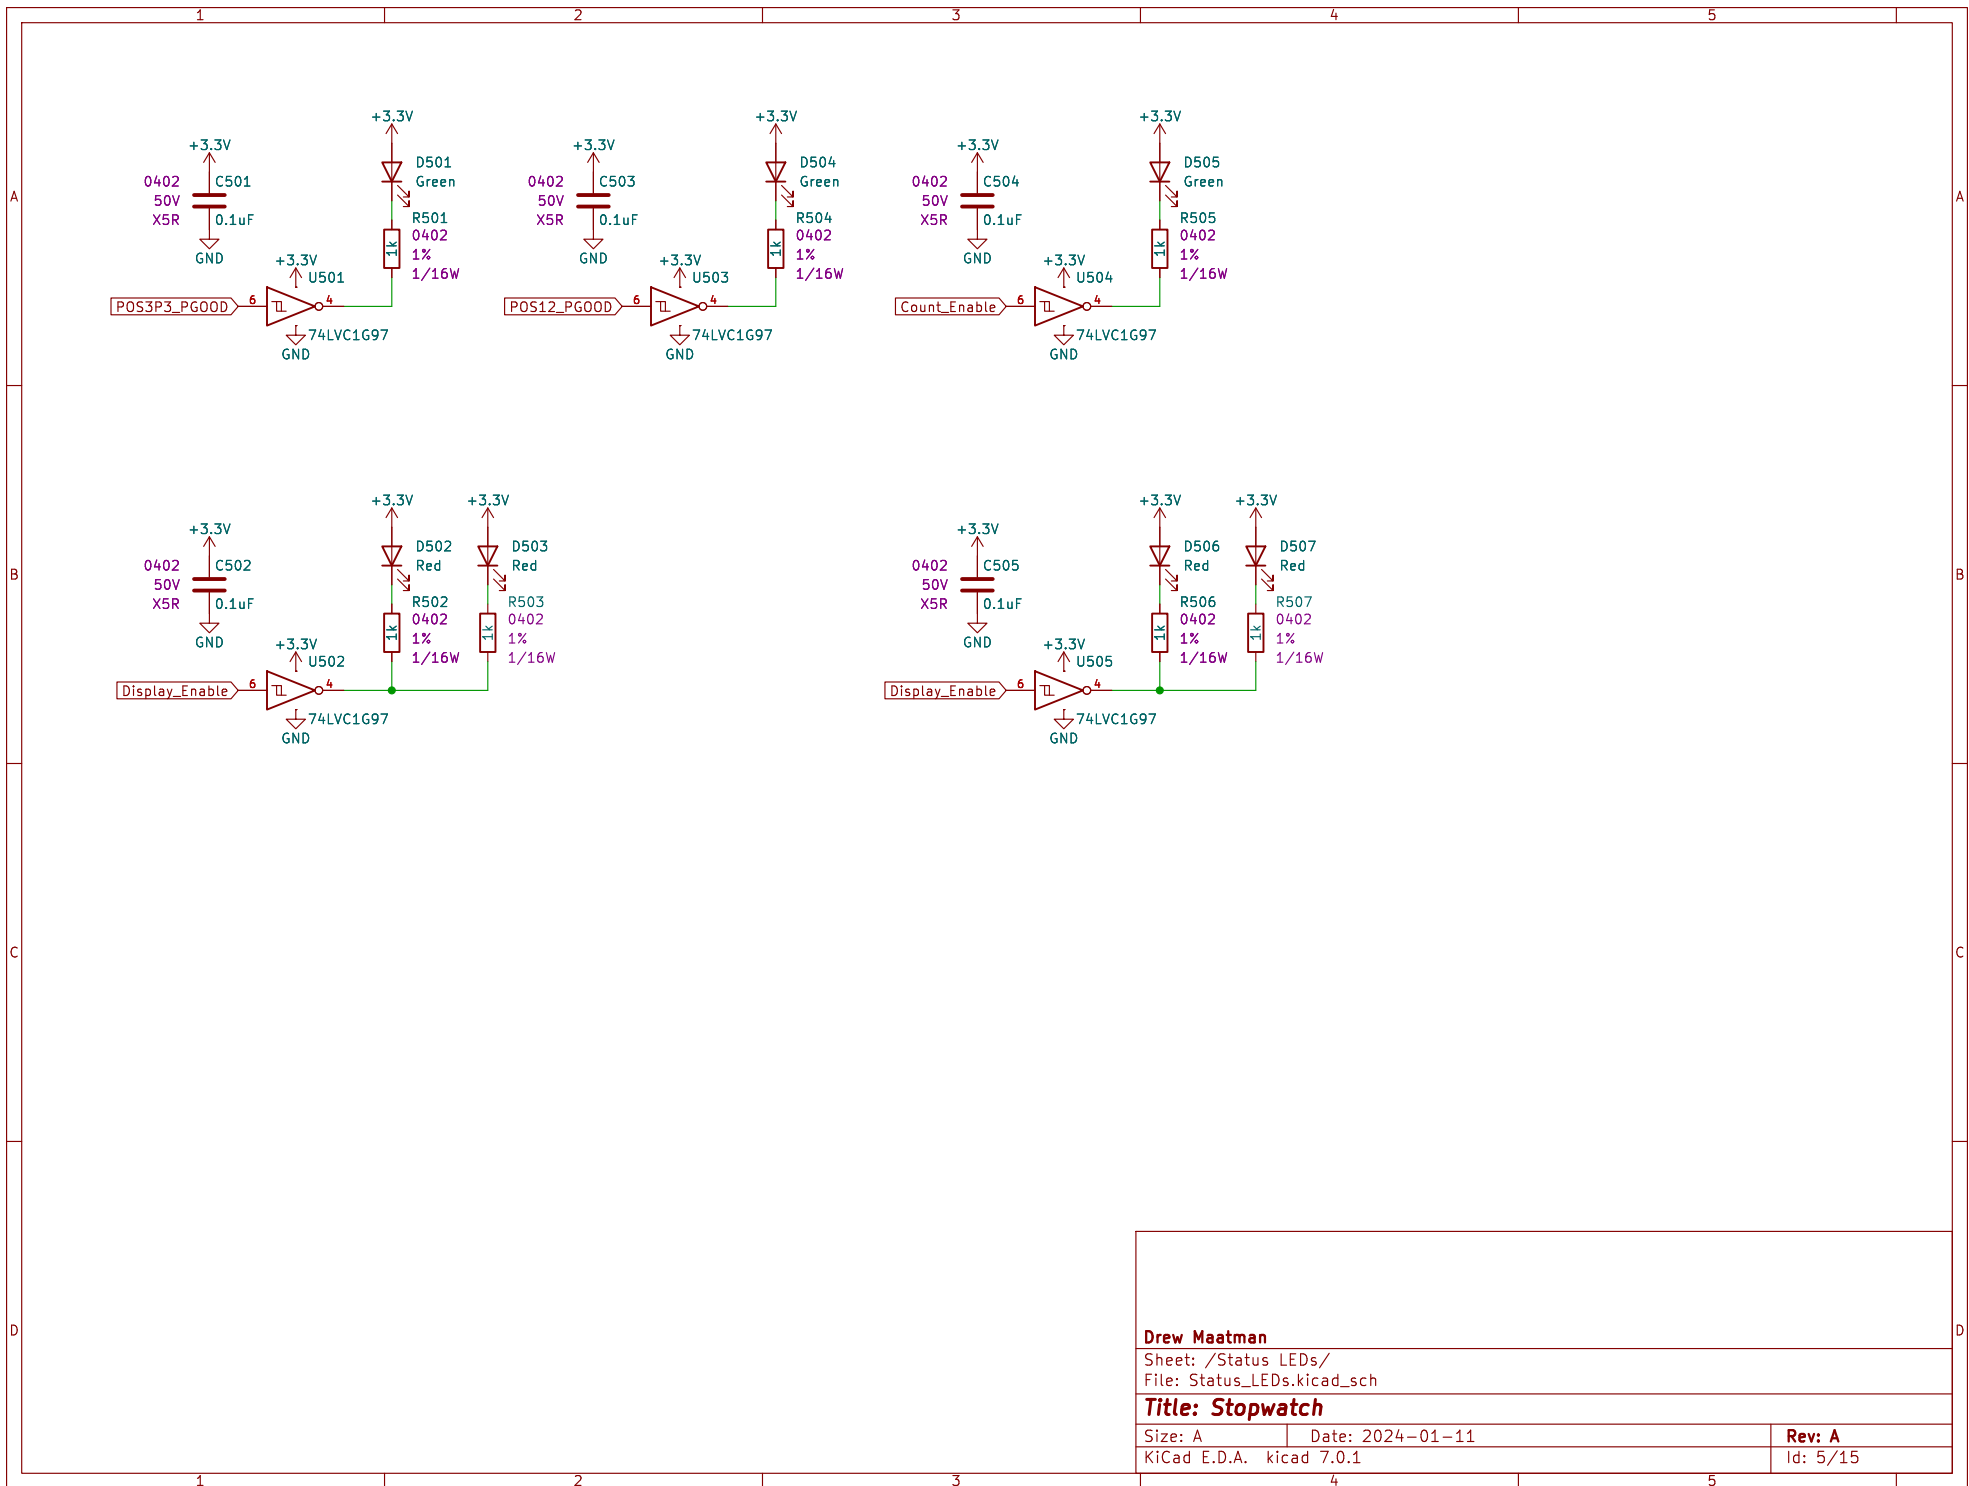 1 2 3 4 5
A A
+3.3V
+3.3V
0402
50V
X5R
C501
0.1uF
GND
D501
Green
R501
0402
1%
1/16W
1k
+3.3V
U501
POS3P3_PGOOD
6
4
74LVC1G97
GND
+3.3V
+3.3V
0402
50V
X5R
C503
0.1uF
GND
D504
Green
R504
0402
1%
1/16W
1k
+3.3V
U503
POS12_PGOOD
6
4
74LVC1G97
GND
+3.3V
+3.3V
0402
50V
X5R
C504
0.1uF
GND
D505
Green
R505
0402
1%
1/16W
1k
+3.3V
U504
Count_Enable
6
4
74LVC1G97
GND
B B
+3.3V
+3.3V
+3.3V
0402
50V
X5R
C502
0.1uF
GND
D502
Red
D503
Red
R502
0402
1%
1/16W
1k
R503
0402
1%
1/16W
1k
+3.3V
U502
Display_Enable
6
4
74LVC1G97
GND
+3.3V
+3.3V
+3.3V
0402
50V
X5R
C505
0.1uF
GND
D506
Red
D507
Red
R506
0402
1%
1/16W
1k
R507
0402
1%
1/16W
1k
+3.3V
U505
Display_Enable
6
4
74LVC1G97
GND
C C
D D
Drew Maatman
Sheet: /Status LEDs/
File: Status_LEDs.kicad_sch
Title: Stopwatch
Size: A Date: 2024-01-11 Rev: A
KiCad E.D.A. kicad 7.0.1 Id: 5/15
1 2 3 4 5